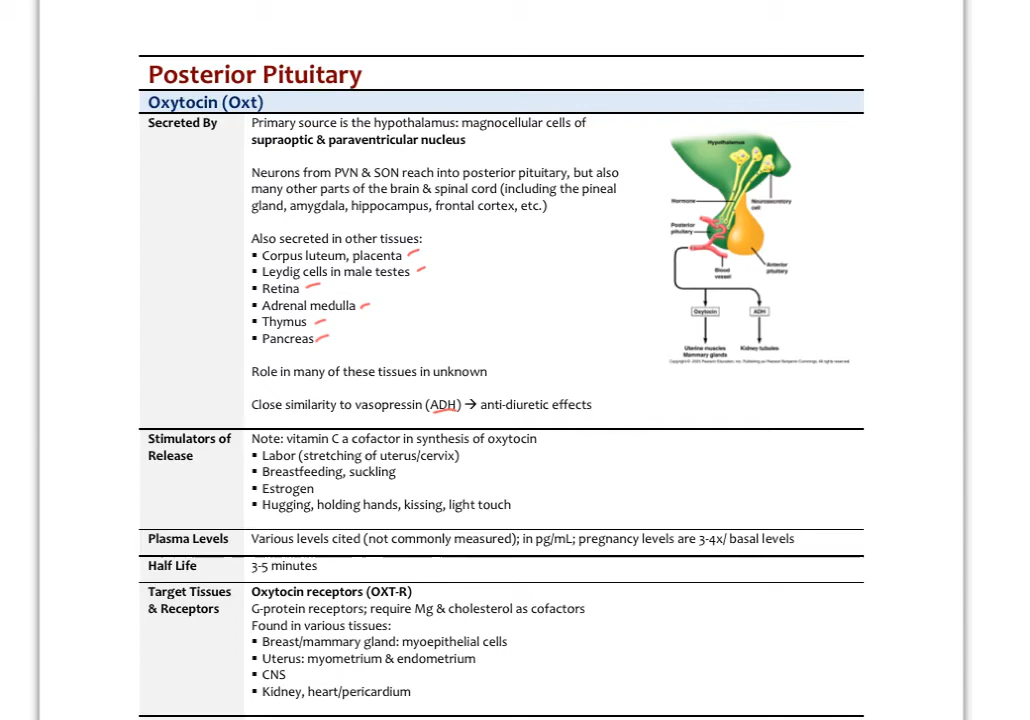 Posterior Pituitary
Oxytocin (Oxt)
Secreted By
Primary source is the hypothalamus: magnocellular cells of
supraoptic & paraventricular nucleus
Neurons from PVN & SON reach into posterior pituitary, but also
many other parts of the brain & spinal cord (including the pineal
gland, amygdala, hippocampus, frontal cortex, etc.)
Also secreted in other tissues:
▪ Corpus luteum, placenta
▪ Leydig cells in male testes
▪ Retina
▪ Adrenal medulla
▪ Thymus
▪ Pancreas
Role in many of these tissues in unknown
Close similarity to vasopressin (ADH) → anti-diuretic effects
Hypothalamus
Hormone
Neurosecretory
cell
Posterior
pituitary
Anterior
pituitary
Blood
vessel
Oxytocin
ADH
Uterine muscles
Mammary glands
Kidney tubules
Stimulators of
Release
Note: vitamin C a cofactor in synthesis of oxytocin
▪ Labor (stretching of uterus/cervix)
▪ Breastfeeding, suckling
▪ Estrogen
▪ Hugging, holding hands, kissing, light touch
Plasma Levels
Various levels cited (not commonly measured); in pg/mL; pregnancy levels are 3-4x/ basal levels
Half Life
3-5 minutes
Target Tissues
& Receptors
Oxytocin receptors (OXT-R)
G-protein receptors; require Mg & cholesterol as cofactors
Found in various tissues:
▪ Breast/mammary gland: myoepithelial cells
▪ Uterus: myometrium & endometrium
▪ CNS
▪ Kidney, heart/pericardium